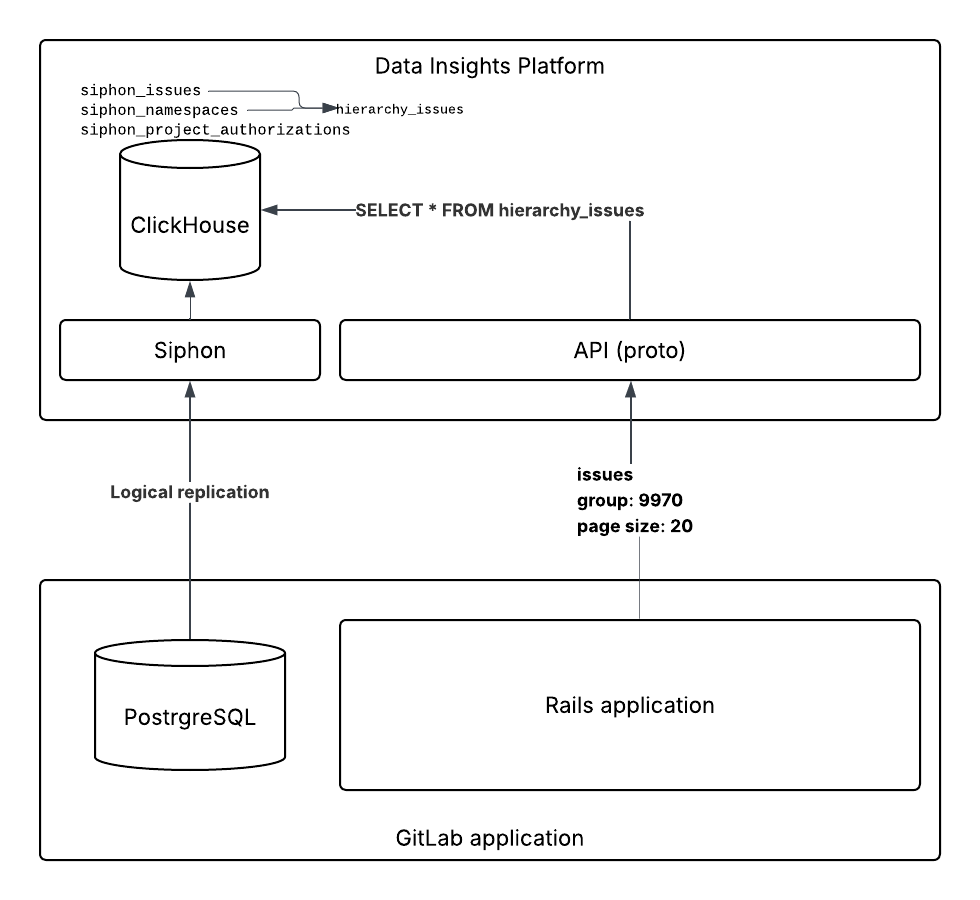 Data Insights Platform
siphon_issues
siphon_namespaces
hierarchy_issues
siphon_project_authorizations
ClickHouse
SELECT * FROM hierarchy_issues
Siphon
API (proto)
Logical replication
issues
group: 9970
page size: 20
PostrgreSQL
Rails application
GitLab application